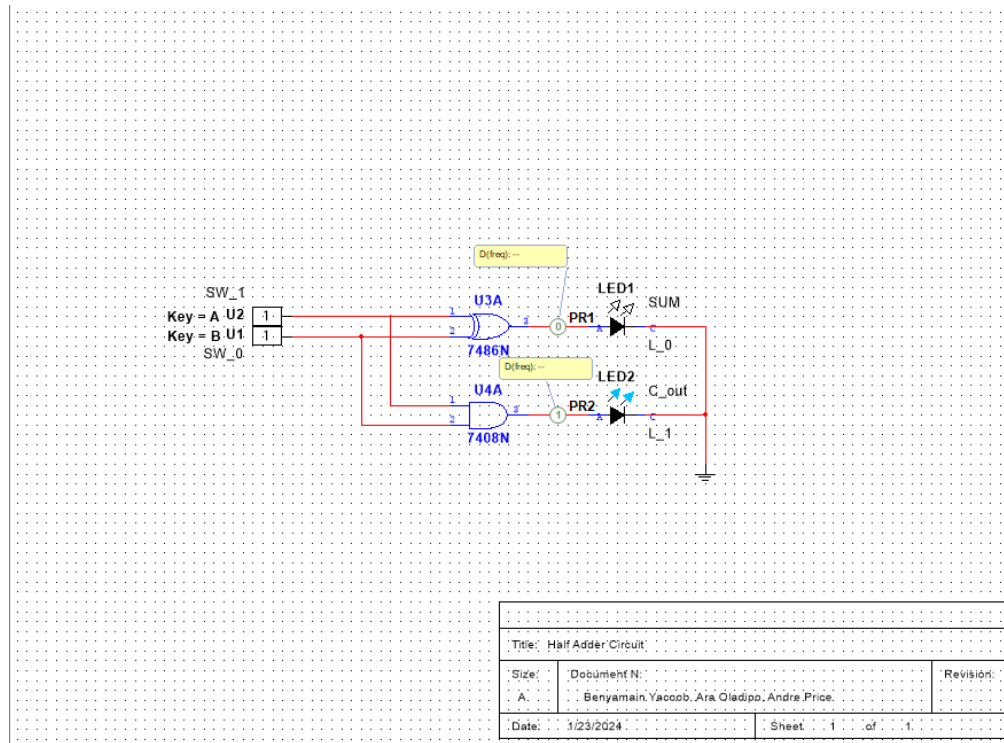 D(freq): --
LED1
SW_1
U3A
SUM
Key = A U2 1
1 3 0 PR1 A C
Key = B U1 1
2
SW_0
7486N
L_0
D(freq): --
LED2
U4A
C_out
1
3 1 PR2 A C
2
7408N
L_1
Title: Half Adder Circuit
Size: Document N: Revision:
A Benyamain Yacoob, Ara Oladipo, Andre Price.
Date: 1/23/2024 Sheet 1 of 1